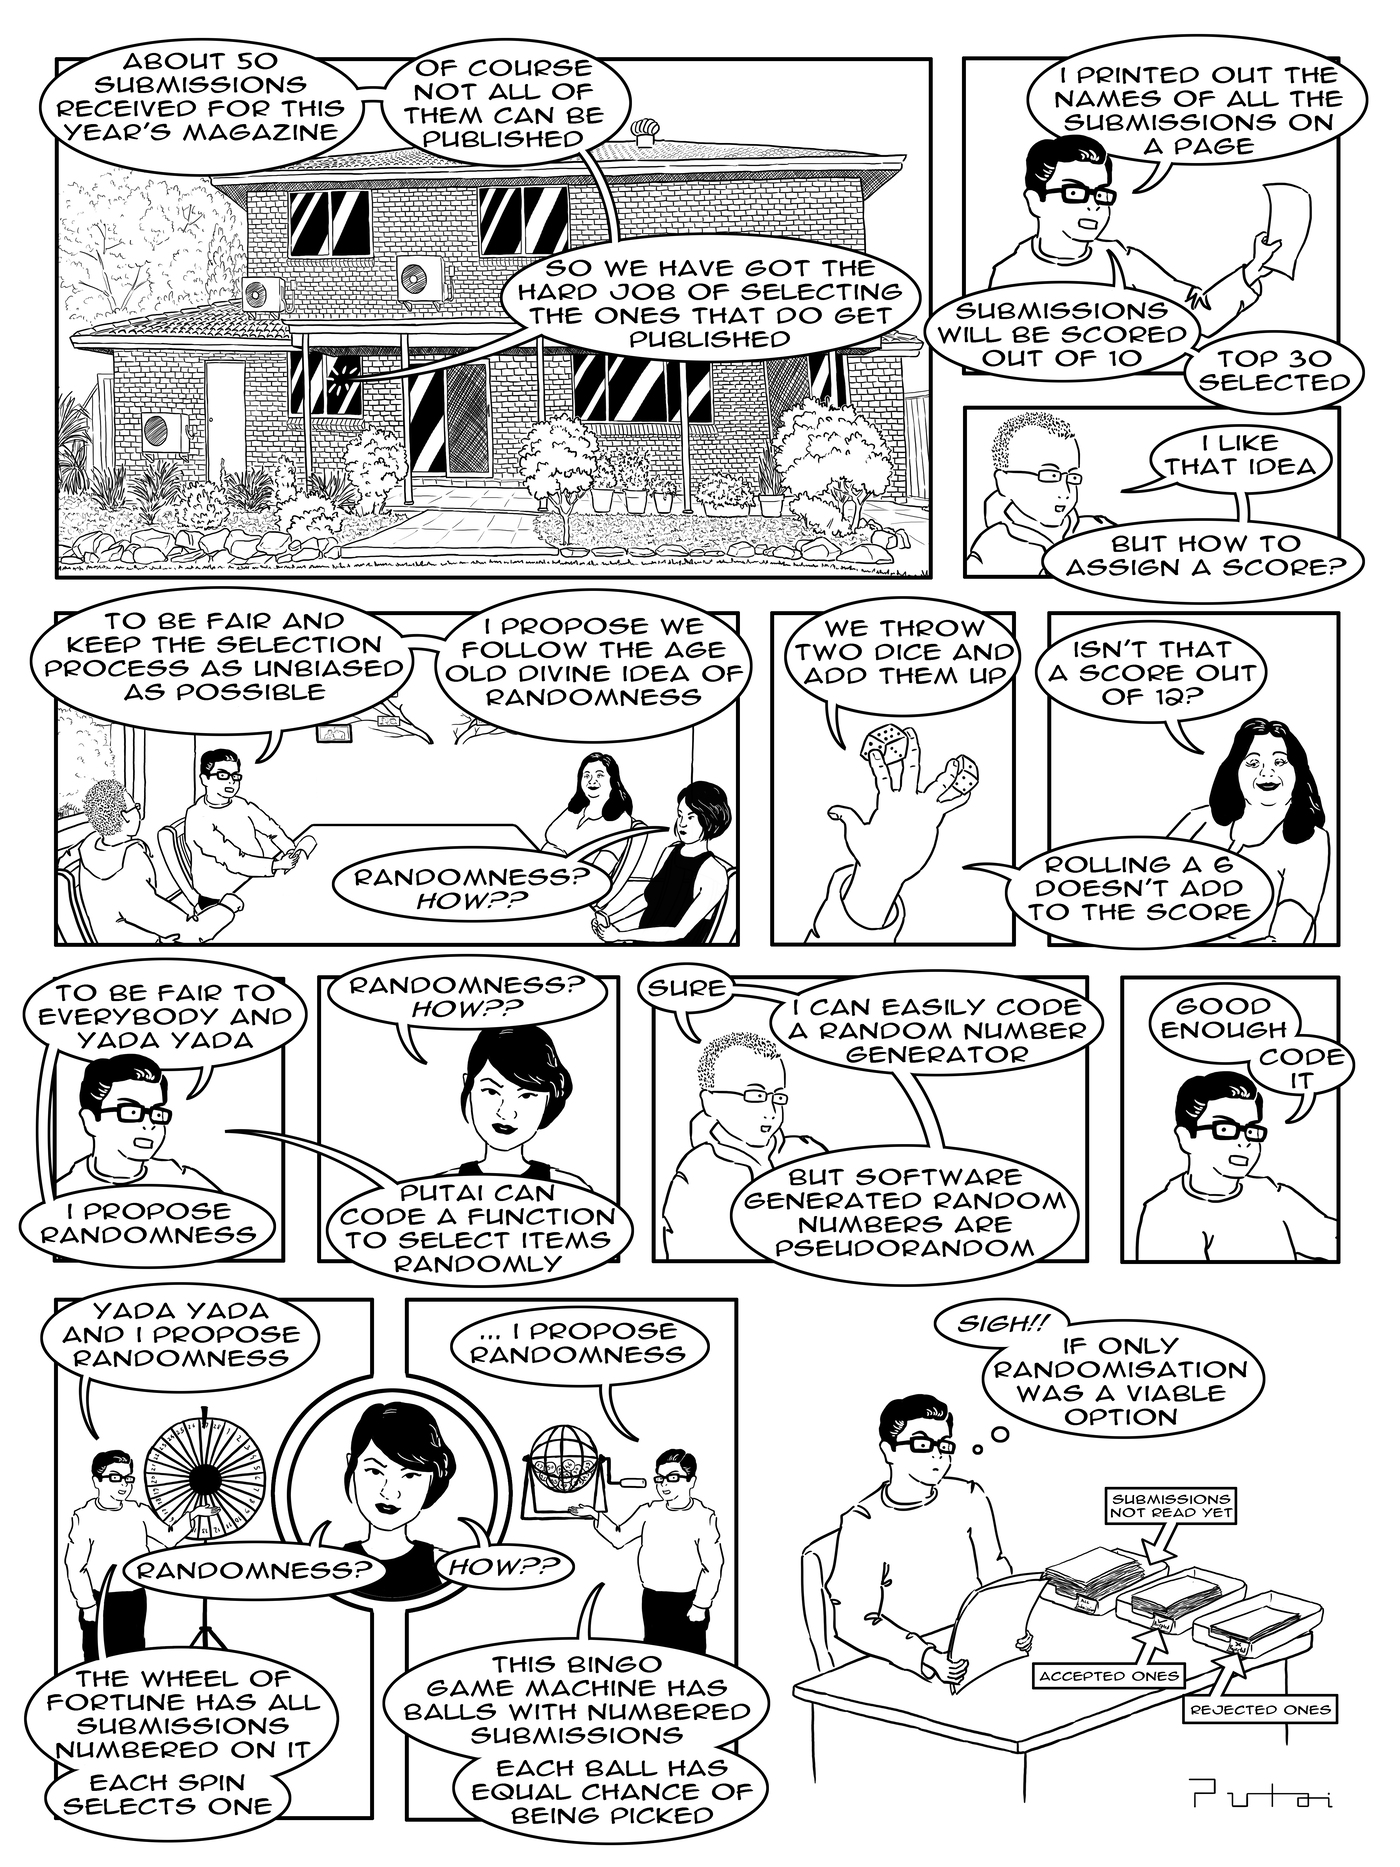 ABOUT 50
SUBMISSIONS
RECEIVED FOR THIS
YEAR'S MAGAZINE
OF COURSE
NOT ALL OF
THEM CAN BE
PUBLISHED
SO WE HAVE GOT THE
HARD JOB OF SELECTING
THE ONES THAT DO GET
PUBLISHED
I PRINTED OUT THE
NAMES OF ALL THE
SUBMISSIONS ON
A PAGE
SUBMISSIONS
WILL BE SCORED
OUT OF 10
TOP 30
SELECTED
I LIKE
THAT IDEA
BUT HOW TO
ASSIGN A SCORE?
TO BE FAIR AND
KEEP THE SELECTION
PROCESS AS UNBIASED
AS POSSIBLE
I PROPOSE WE
FOLLOW THE AGE
OLD DIVINE IDEA OF
RANDOMNESS
RANDOMNESS?
HOW??
WE THROW
TWO DICE AND
ADD THEM UP
ISN'T THAT
A SCORE OUT
OF 12?
ROLLING A 6
DOESN'T ADD
TO THE SCORE
TO BE FAIR TO
EVERYBODY AND
YADA YADA
I PROPOSE
RANDOMNESS
RANDOMNESS?
HOW??
PUTAI CAN
CODE A FUNCTION
TO SELECT ITEMS
RANDOMLY
SURE
I CAN EASILY CODE
A RANDOM NUMBER
GENERATOR
BUT SOFTWARE
GENERATED RANDOM
NUMBERS ARE
PSEUDORANDOM
GOOD
ENOUGH
CODE
IT
YADA YADA
AND I PROPOSE
RANDOMNESS
RANDOMNESS?
THE WHEEL OF
FORTUNE HAS ALL
SUBMISSIONS
NUMBERED ON IT
EACH SPIN
SELECTS ONE
... I PROPOSE
RANDOMNESS
HOW??
THIS BINGO
GAME MACHINE HAS
BALLS WITH NUMBERED
SUBMISSIONS
EACH BALL HAS
EQUAL CHANCE OF
BEING PICKED
SIGH!!
IF ONLY
RANDOMISATION
WAS A VIABLE
OPTION
SUBMISSIONS
NOT READ YET
ACCEPTED ONES
REJECTED ONES
Putai